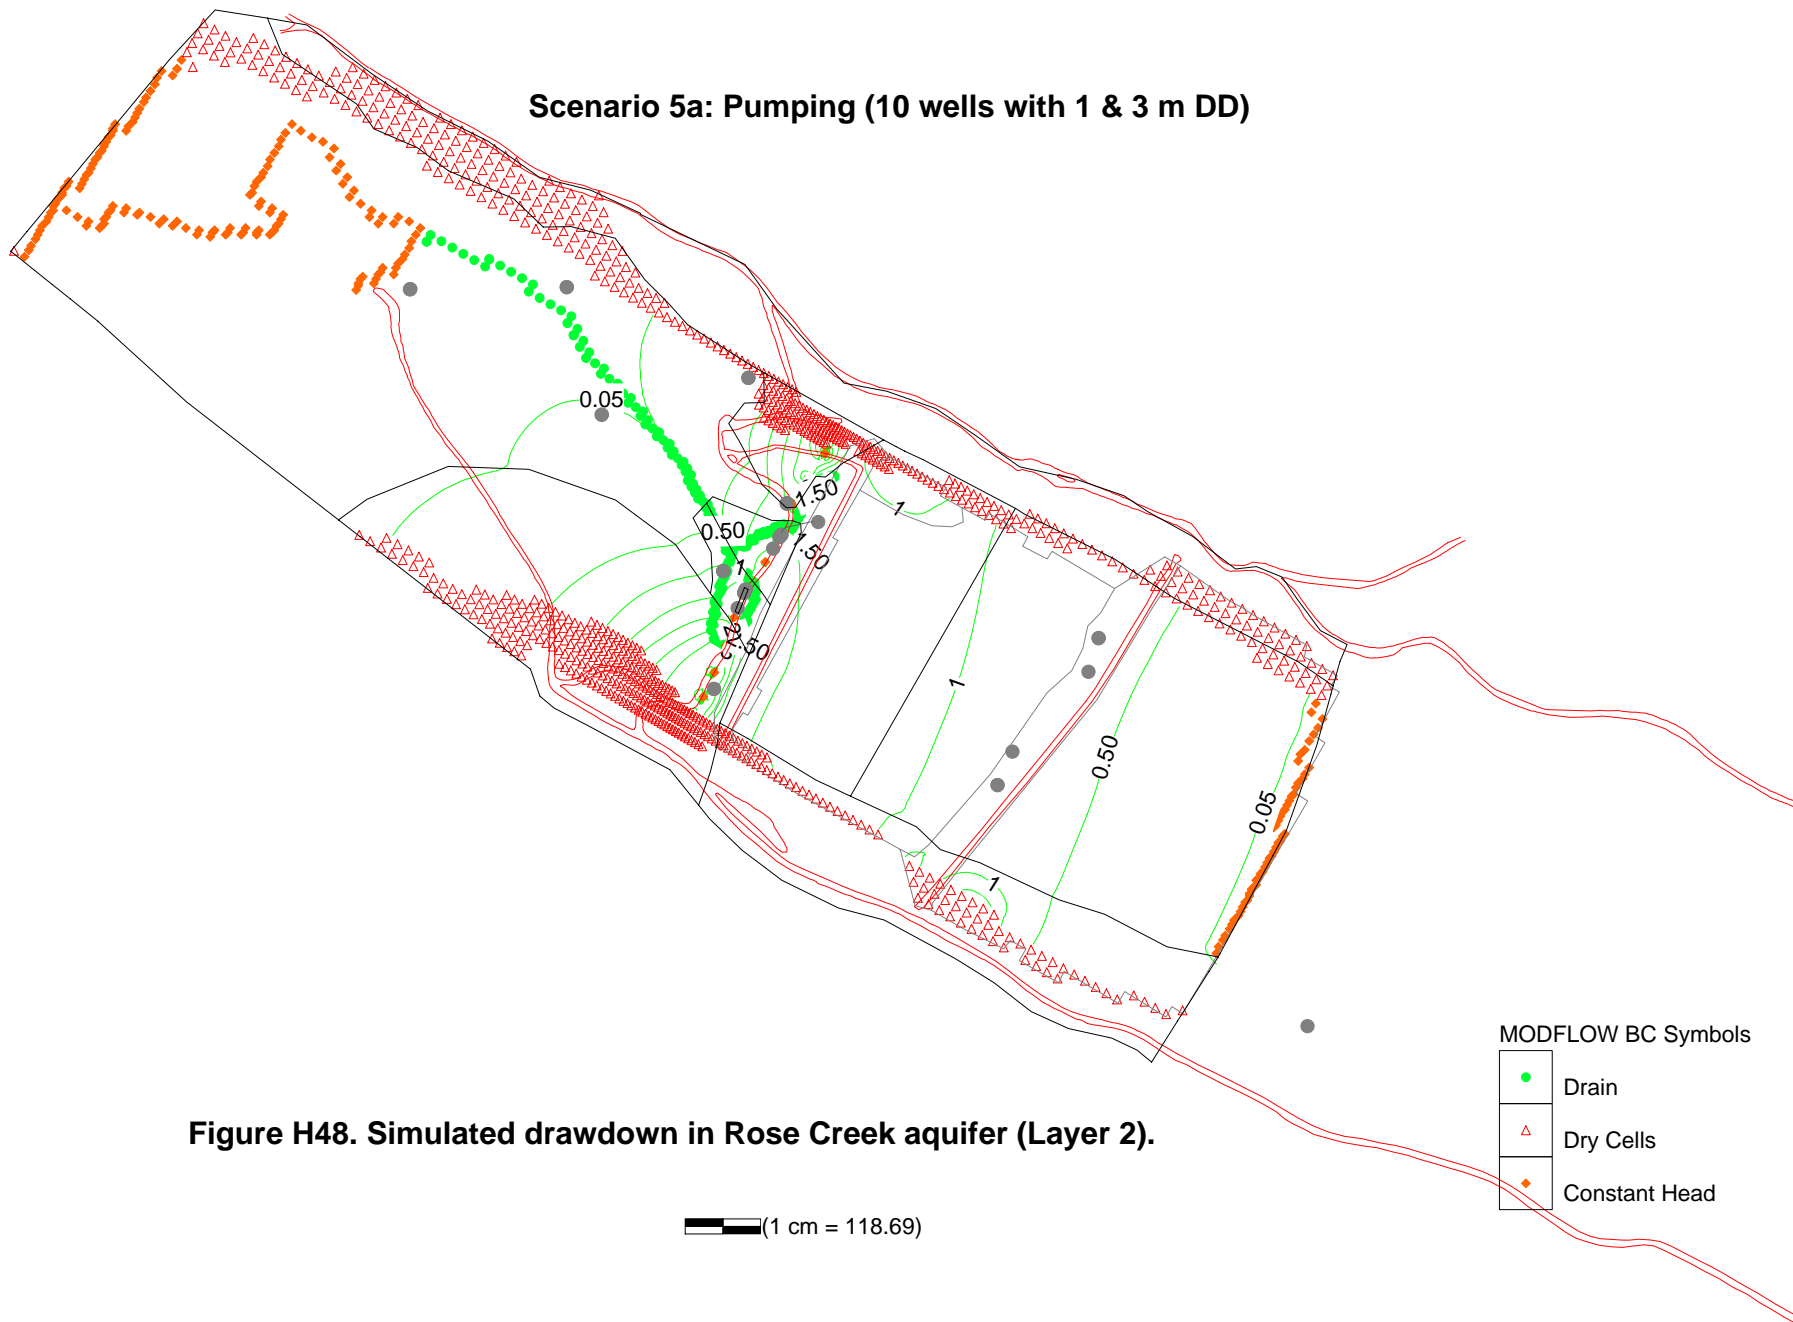 Scenario 5a: Pumping (10 wells with 1 & 3 m DD)
0.05
1.50
1
0.50
1.50
1
1
0.50
0.05
1
MODFLOW BC Symbols
Drain
Dry Cells
Constant Head
Figure H48. Simulated drawdown in Rose Creek aquifer (Layer 2).
(1 cm = 118.69)